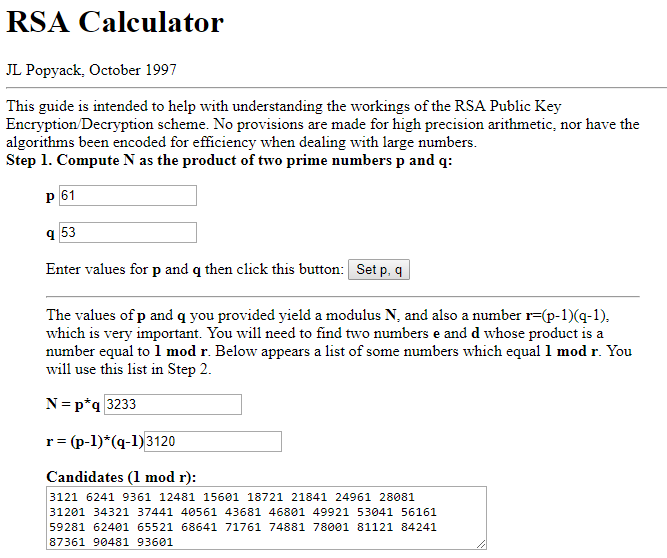 RSA Calculator
JL Popyack, October 1997
This guide is intended to help with understanding the workings of the RSA Public Key
Encryption/Decryption scheme. No provisions are made for high precision arithmetic, nor have the
algorithms been encoded for efficiency when dealing with large numbers.
Step 1. Compute N as the product of two prime numbers p and q:
p 61
q 53
Enter values for p and q then click this button: Set p, q
The values of p and q you provided yield a modulus N, and also a number r=(p-1)(q-1),
which is very important. You will need to find two numbers e and d whose product is a
number equal to 1 mod r. Below appears a list of some numbers which equal 1 mod r. You
will use this list in Step 2.
N = p*q 3233
r = (p-1)*(q-1) 3120
Candidates (1 mod r):
3121 6241 9361 12481 15601 18721 21841 24961 28081
31201 34321 37441 40561 43681 46801 49921 53041 56161
59281 62401 65521 68641 71761 74881 78001 81121 84241
87361 90481 93601